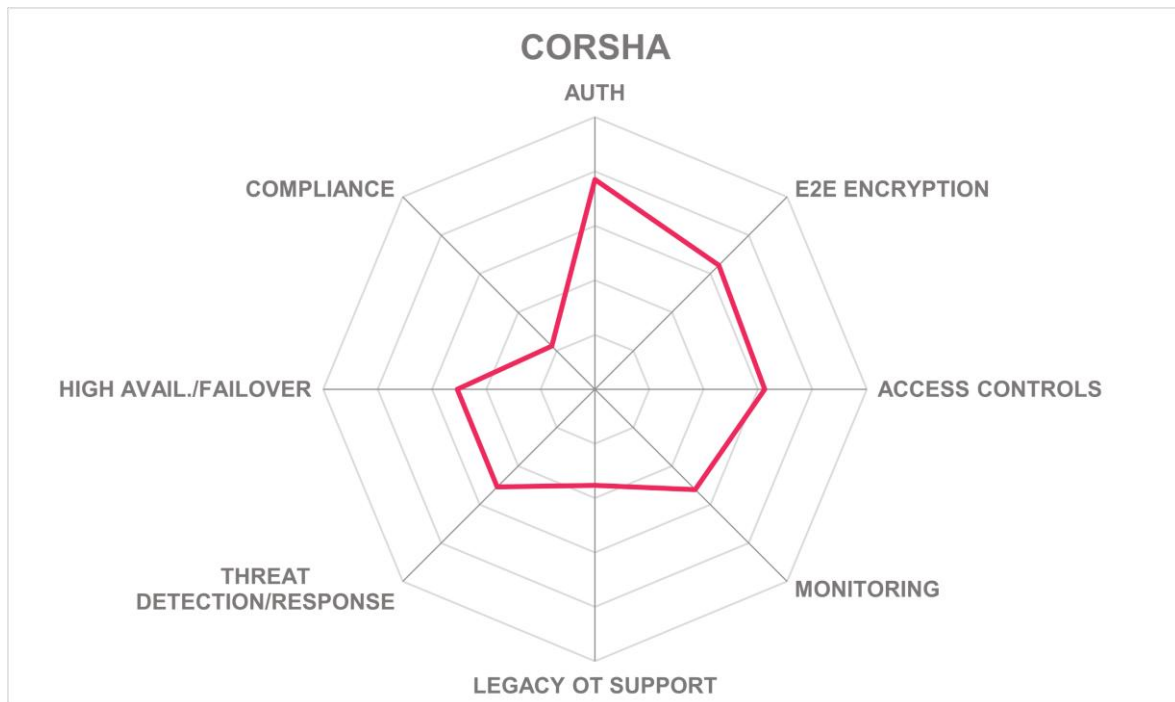 CORSHA
AUTH
COMPLIANCE
E2E ENCRYPTION
HIGH AVAIL./FAILOVER
ACCESS CONTROLS
THREAT
DETECTION/RESPONSE
MONITORING
LEGACY OT SUPPORT